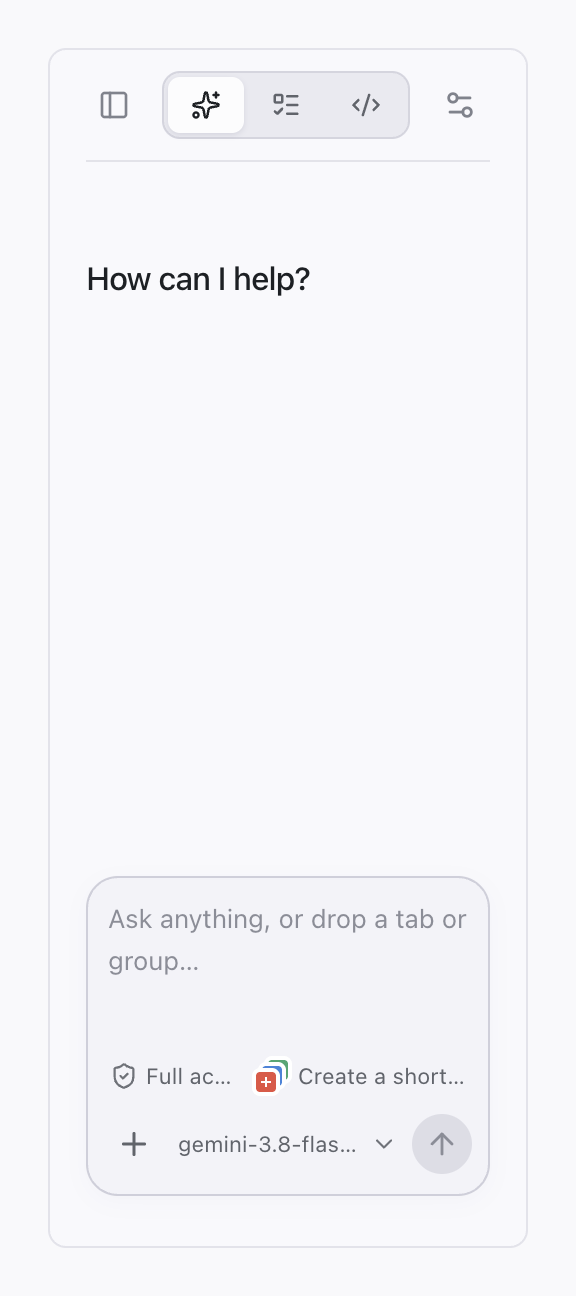 How can I help?
Ask anything, or drop a tab or
group...
Full ac...
Create a short...
gemini-3.8-flas...